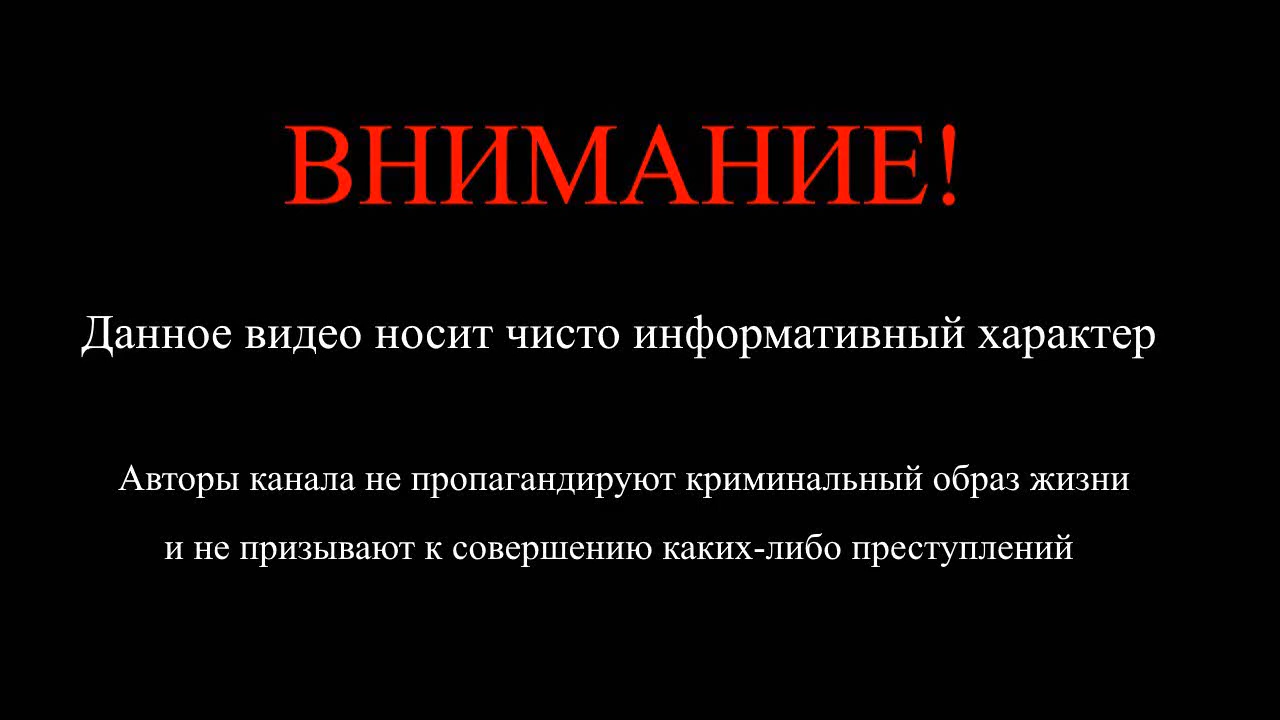 ВНИМАНИЕ!
Данное видео носит чисто информативный характер
Авторы канала не пропагандируют криминальный образ жизни
и не призывают к совершению каких-либо преступлений